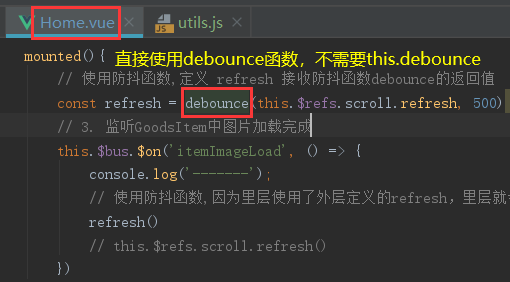 Home.vue utils.js
mounted(){ 直接使用debounce函数，不需要this.debounce
// 使用防抖函数,定义 refresh 接收防抖函数debounce的返回值
const refresh = debounce(this.$refs.scroll.refresh, 500)
// 3. 监听GoodsItem中图片加载完成
this.$bus.$on('itemImageLoad', () => {
console.log('-------');
// 使用防抖函数,因为里层使用了外层定义的refresh，里层就
refresh()
// this.$refs.scroll.refresh()
})